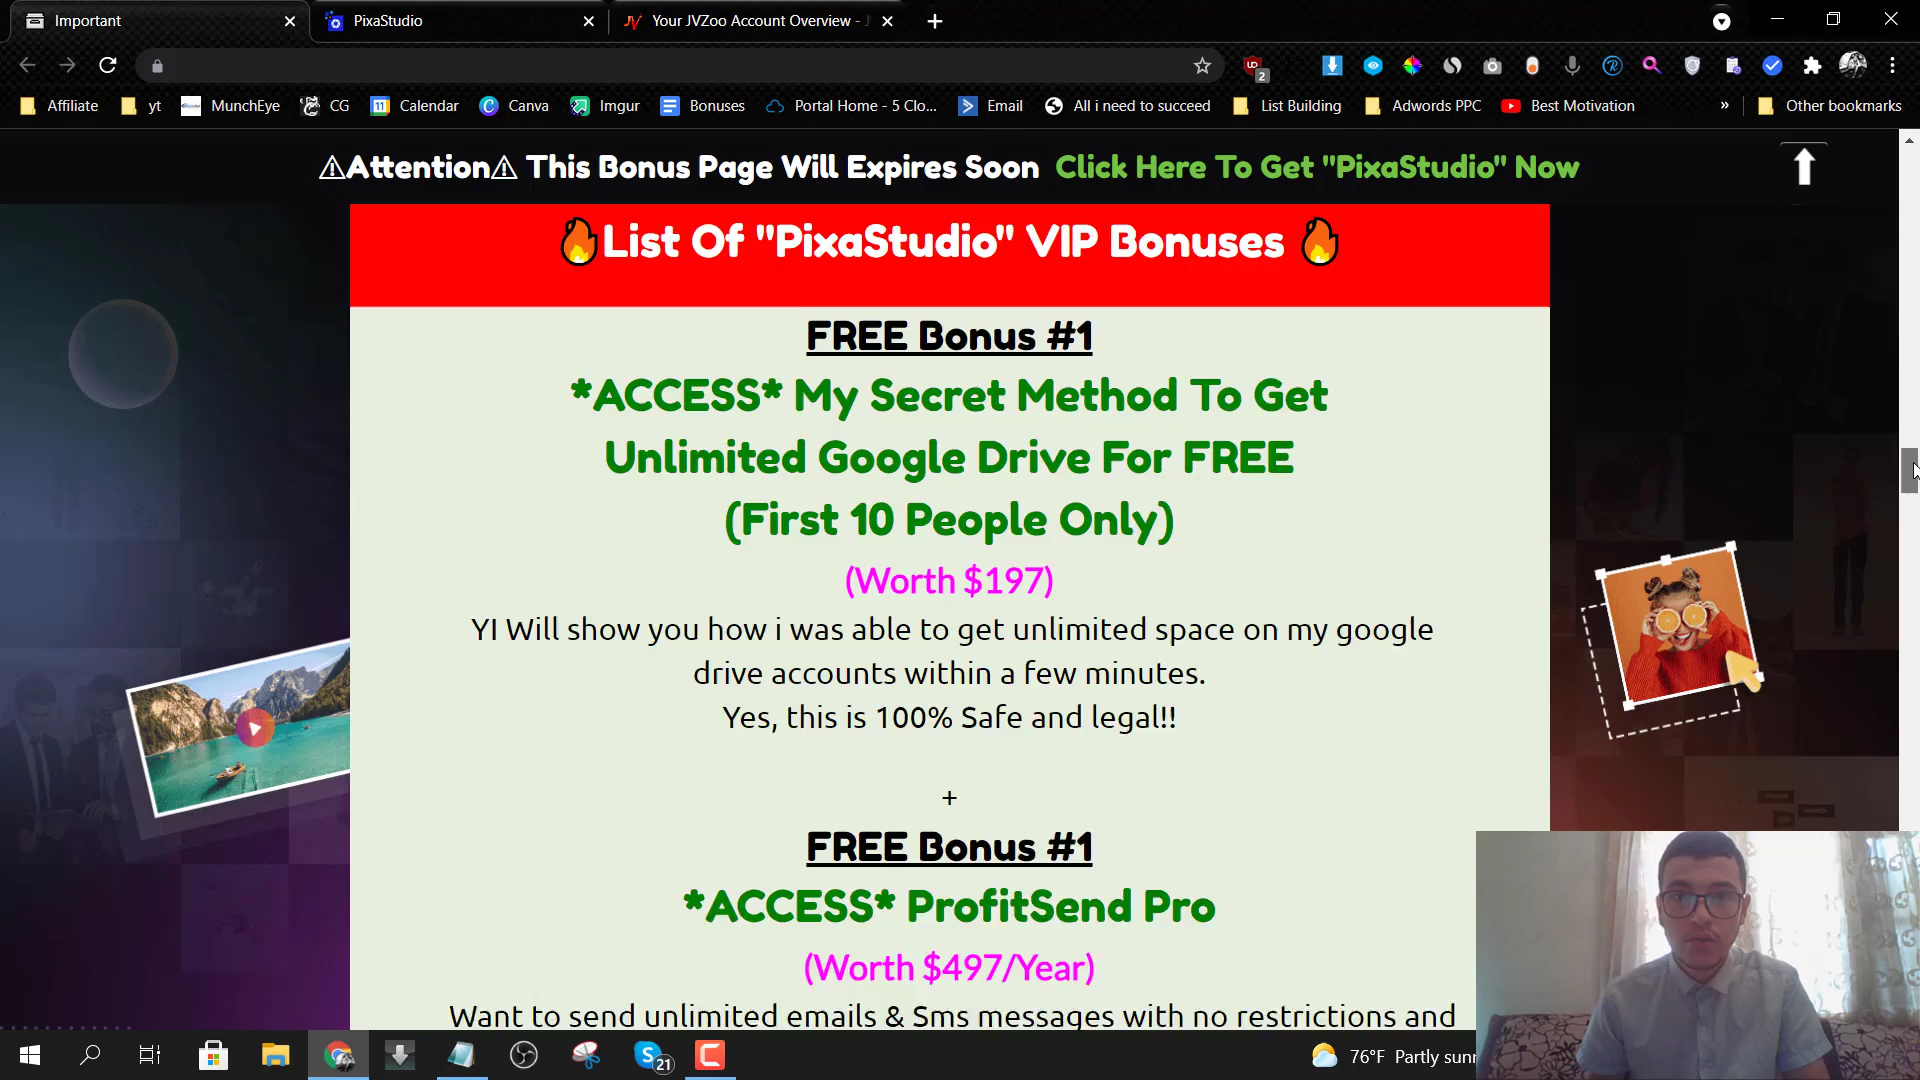 Important
PixaStudio
Your JVZoo Account Overview - J
2
Affiliate
yt
MunchEye
CG
11
Calendar
Canva
Imgur
Bonuses
Portal Home - 5 Clo...
Email
All i need to succeed
List Building
Adwords PPC
Best Motivation
»
Other bookmarks
⚠Attention⚠ This Bonus Page Will Expires Soon Click Here To Get "PixaStudio" Now
🔥List Of "PixaStudio" VIP Bonuses 🔥
FREE Bonus #1
*ACCESS* My Secret Method To Get
Unlimited Google Drive For FREE
(First 10 People Only)
(Worth $197)
YI Will show you how i was able to get unlimited space on my google
drive accounts within a few minutes.
Yes, this is 100% Safe and legal!!
+
FREE Bonus #1
*ACCESS* ProfitSend Pro
(Worth $497/Year)
Want to send unlimited emails & Sms messages with no restrictions and
21
76°F Partly sunn